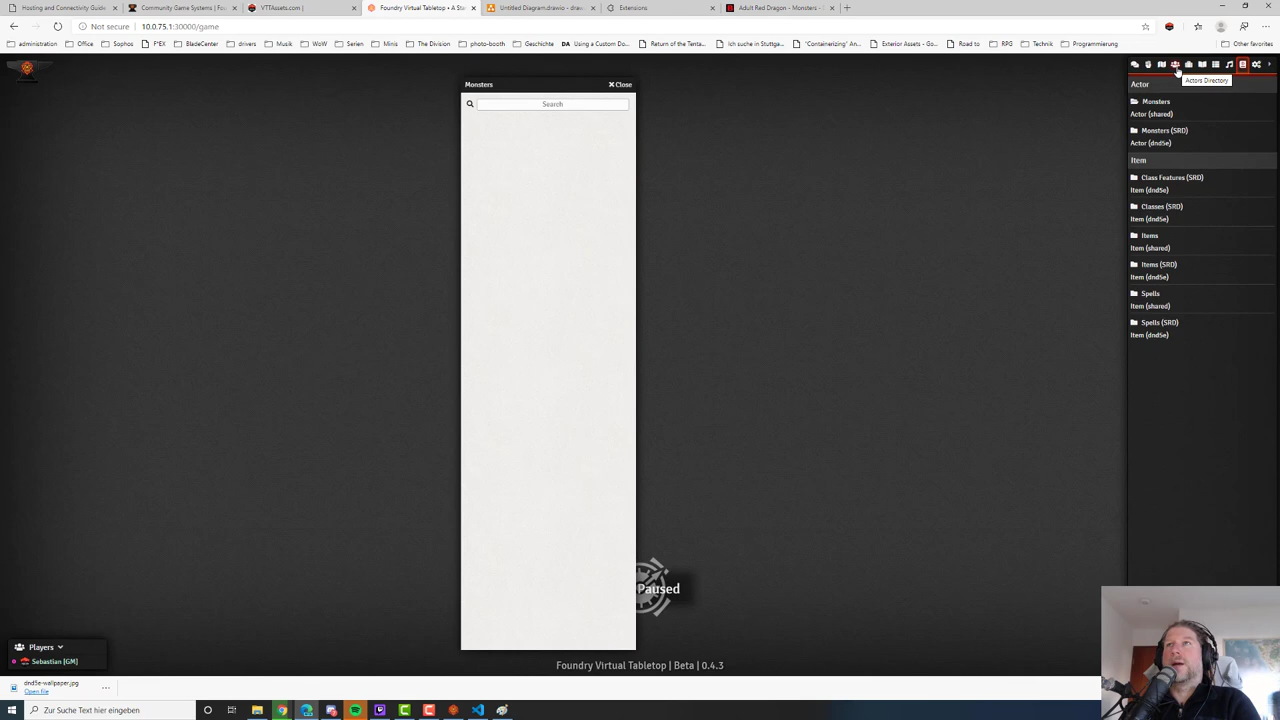 Hosting and Connectivity Guide
Community Game Systems | Fou
VTTAssets.com |
Foundry Virtual Tabletop • A Sta
Untitled Diagram.drawio - draw
Extensions
Adult Red Dragon - Monsters - D
Not secure | 10.0.75.1:30000/game
administration
Office
Sophos
P*EX
BladeCenter
drivers
Musik
WoW
Serien
Minis
The Division
photo-booth
Geschichte
DA Using a Custom Do...
Return of the Tenta...
Ich suche in Stuttga...
"Containerizing" An...
Exterior Assets - Go...
Road to
RPG
Technik
Programmierung
Other favorites
Monsters
Close
Search
Actors Directory
Actor
Monsters
Actor (shared)
Monsters (SRD)
Actor (dnd5e)
Item
Class Features (SRD)
Item (dnd5e)
Classes (SRD)
Item (dnd5e)
Items
Item (shared)
Items (SRD)
Item (dnd5e)
Spells
Item (shared)
Spells (SRD)
Item (dnd5e)
Paused
Players
Sebastian [GM]
Foundry Virtual Tabletop | Beta | 0.4.3
dnd5e-wallpaper.jpg
Open file
Zur Suche Text hier eingeben